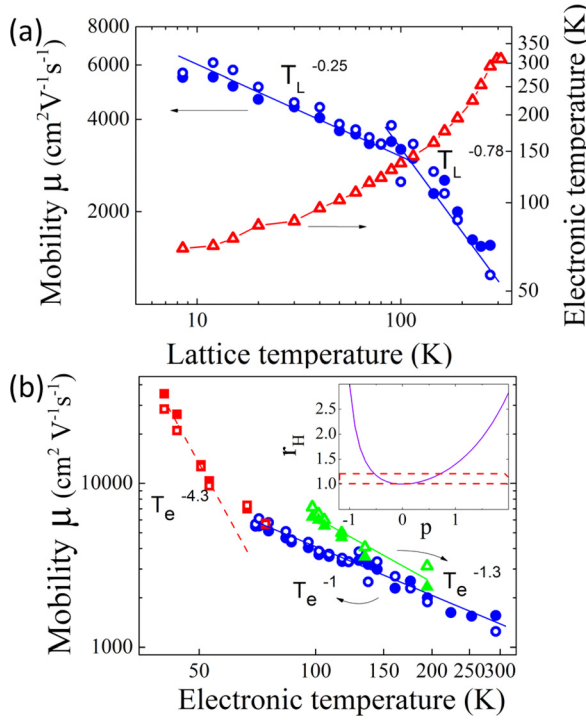 (a)
8000
6000
4000
2000
Mobility μ (cm²V⁻¹s⁻¹)
T_L^-0.25
T_L^-0.78
350
300
250
200
150
100
50
Electronic temperature (K)
10
100
Lattice temperature (K)
(b)
10000
1000
Mobility μ (cm² V⁻¹s⁻¹)
T_e^-4.3
T_e^-1
T_e^-1.3
2.5
2.0
1.5
1.0
r_H
-1
0
1
p
50
100
150
200
250
300
Electronic temperature (K)